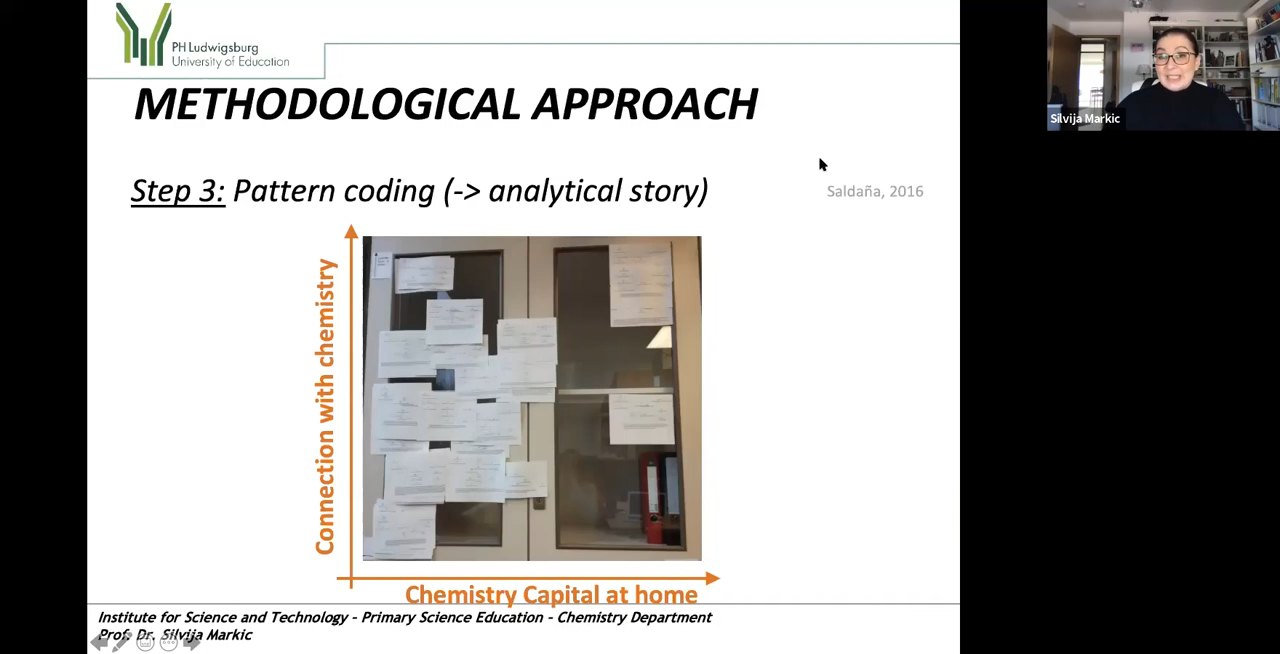 PH Ludwigsburg
University of Education
METHODOLOGICAL APPROACH
Step 3: Pattern coding (-> analytical story)
Saldaña, 2016
Connection with chemistry
Chemistry Capital at home
Institute for Science and Technology - Primary Science Education - Chemistry Department
Prof. Dr. Silvija Markic
Silvija Markic